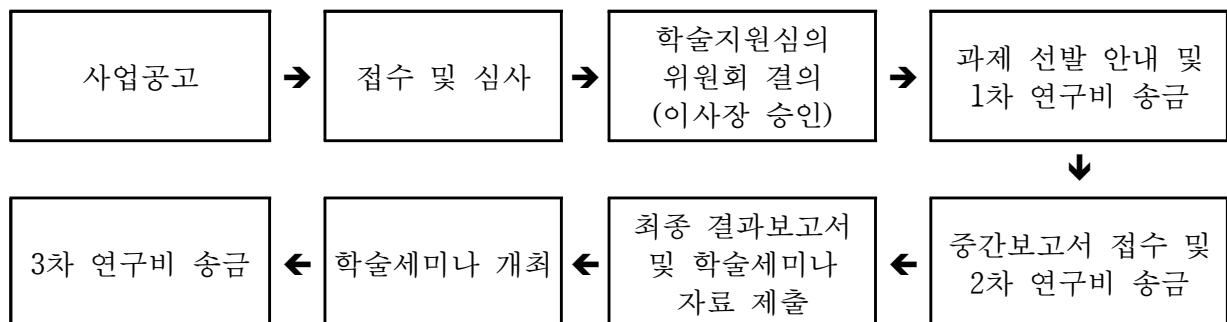 사업공고
접수 및 심사
학술지원심의
위원회 결의
(이사장 승인)
과제 선발 안내 및
1차 연구비 송금
중간보고서 접수 및
2차 연구비 송금
최종 결과보고서
및 학술세미나
자료 제출
학술세미나 개최
3차 연구비 송금